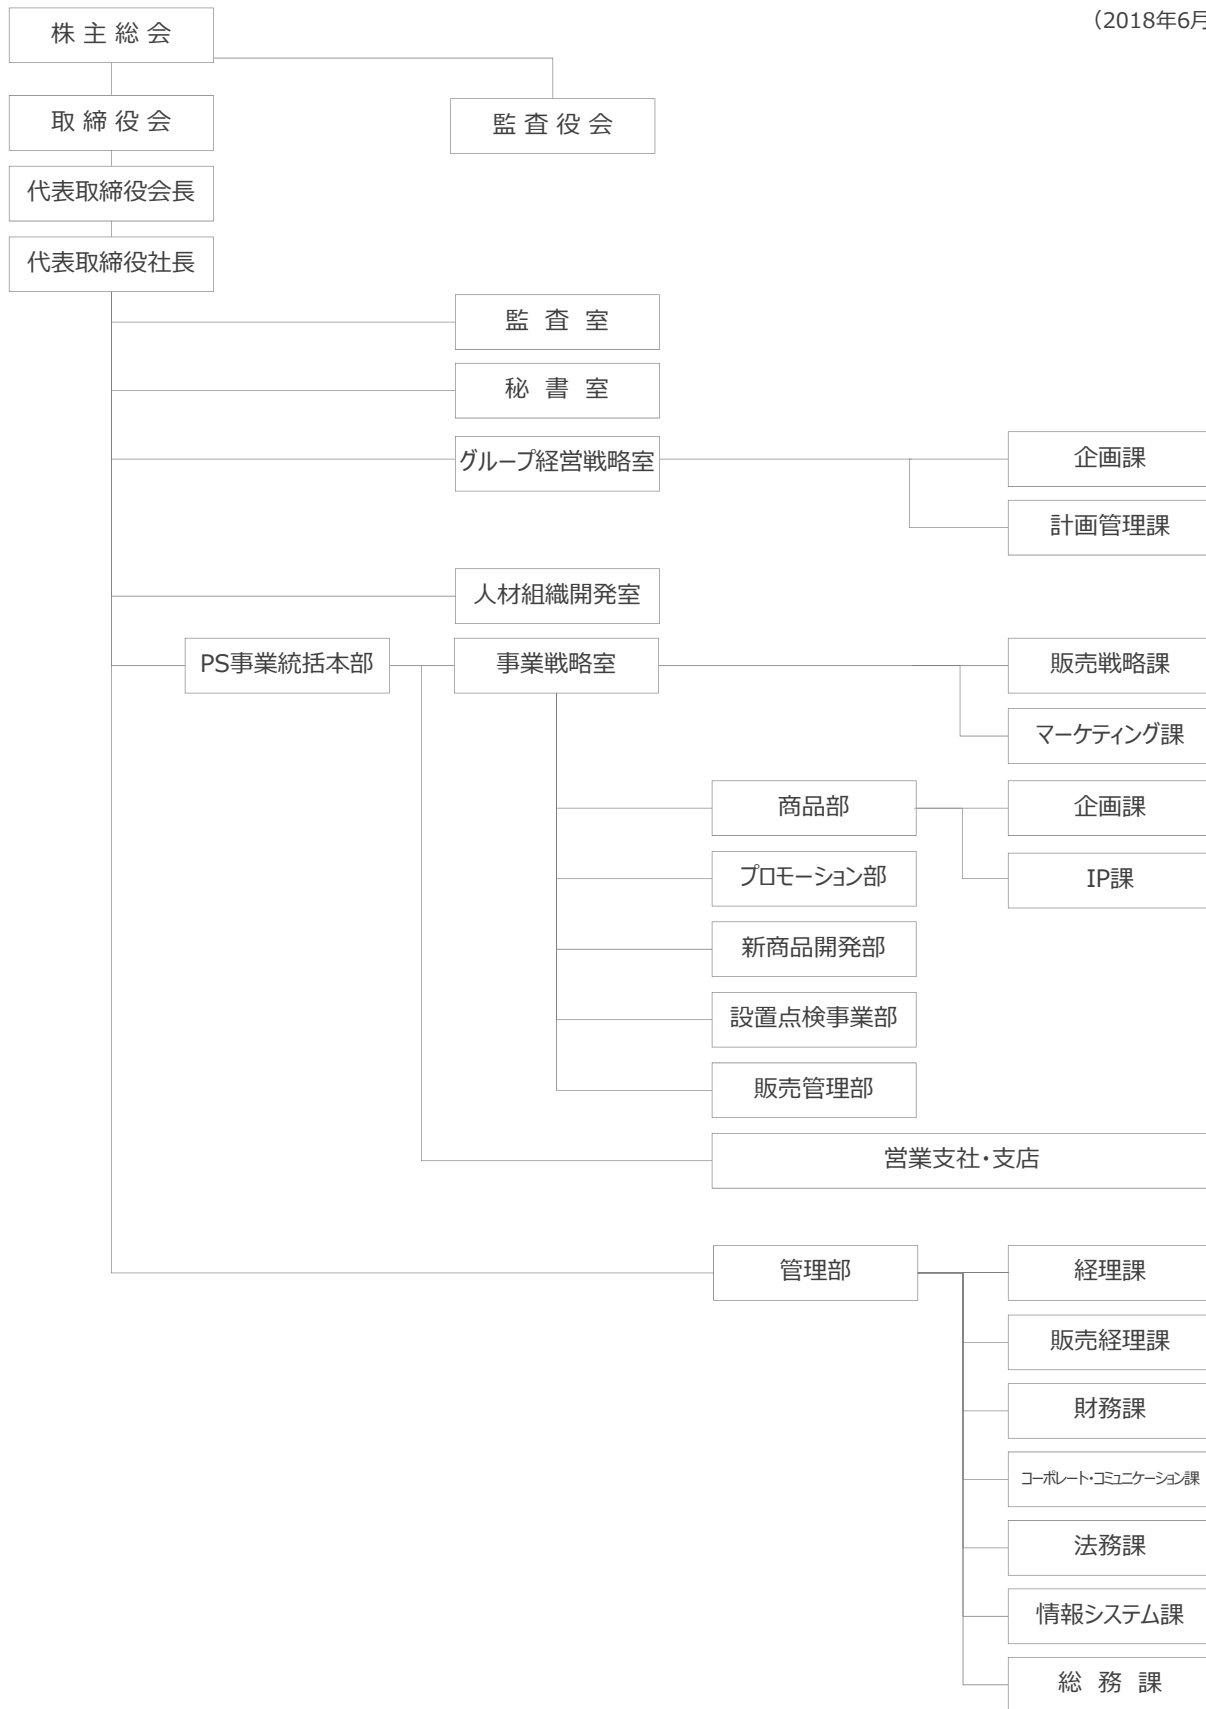 (2018年6月
株 主 総 会
取 締 役 会
監 査 役 会
代表取締役会長
代表取締役社長
監 査 室
秘 書 室
グループ経営戦略室
企画課
計画管理課
人材組織開発室
PS事業統括本部
事業戦略室
販売戦略課
マーケティング課
商品部
企画課
プロモーション部
IP課
新商品開発部
設置点検事業部
販売管理部
営業支社・支店
管理部
経理課
販売経理課
財務課
コーポレート・コミュニケーション課
法務課
情報システム課
総 務 課